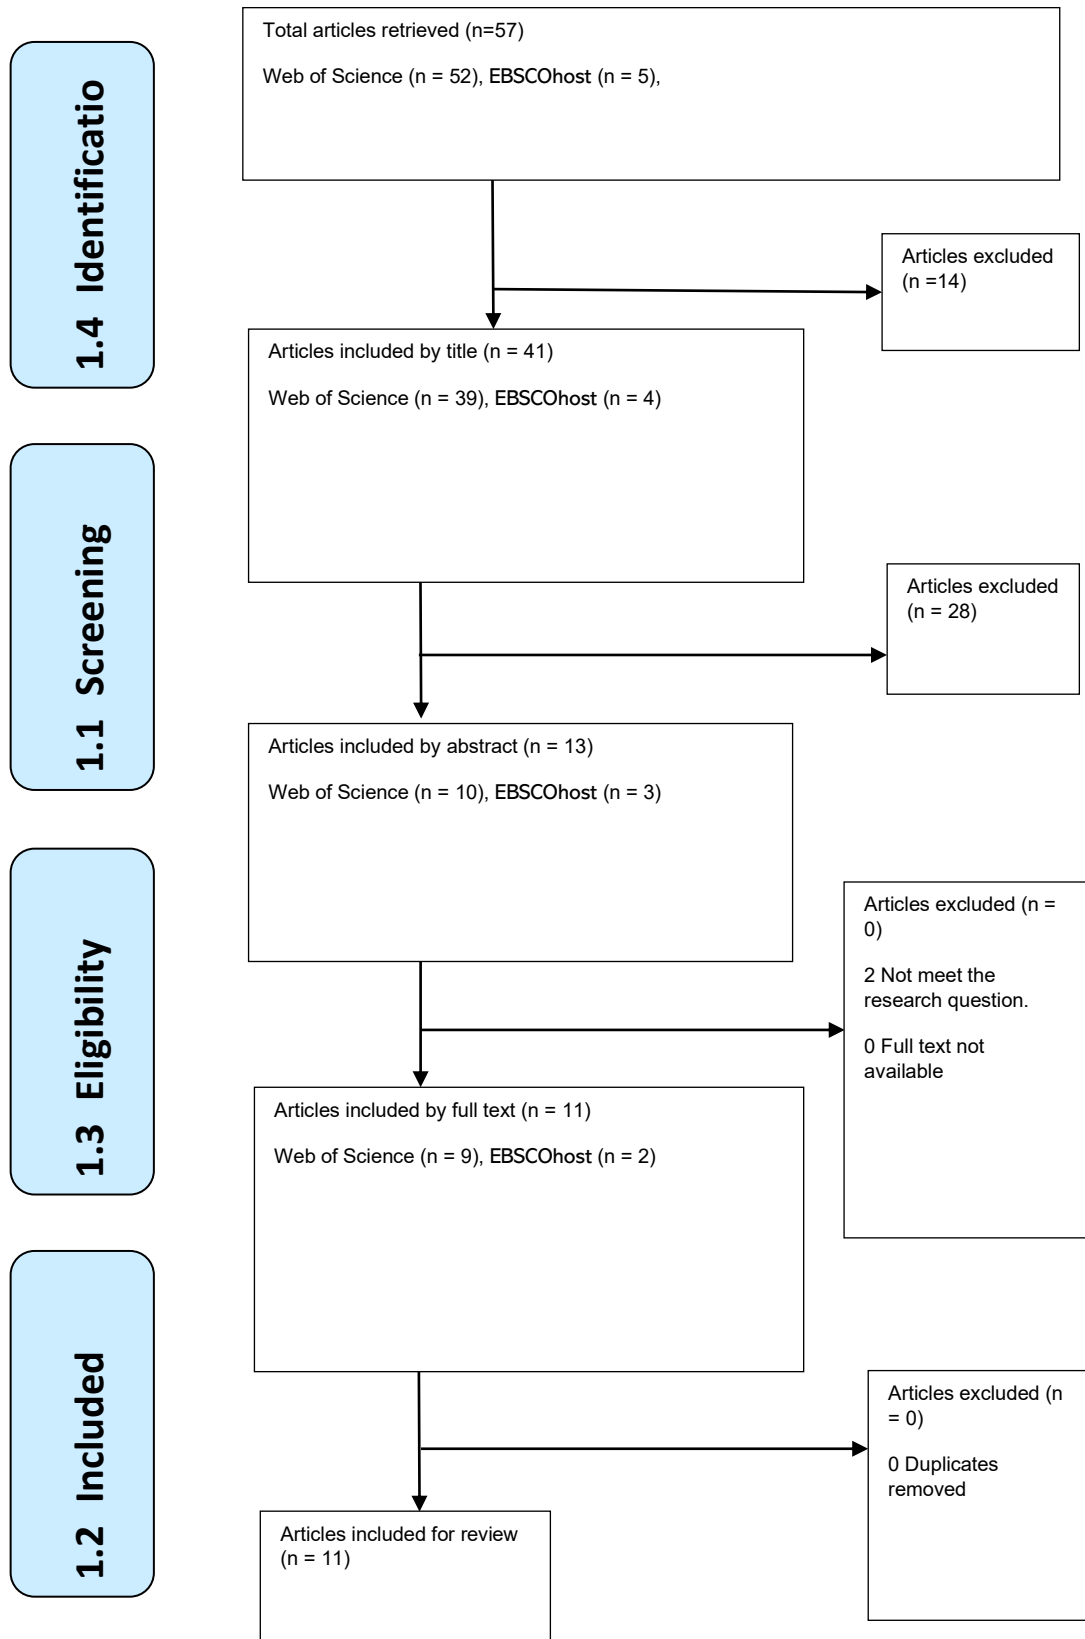 Total articles retrieved (n=57)
Web of Science (n = 52), EBSCOhost (n = 5),
1.4 Identificatio
Articles excluded
(n =14)
Articles included by title (n = 41)
Web of Science (n = 39), EBSCOhost (n = 4)
1.1 Screening
Articles excluded
(n = 28)
Articles included by abstract (n = 13)
Web of Science (n = 10), EBSCOhost (n = 3)
1.3 Eligibility
Articles excluded (n =
0)
2 Not meet the
research question.
0 Full text not
available
Articles included by full text (n = 11)
Web of Science (n = 9), EBSCOhost (n = 2)
1.2 Included
Articles excluded (n
= 0)
0 Duplicates
removed
Articles included for review
(n = 11)